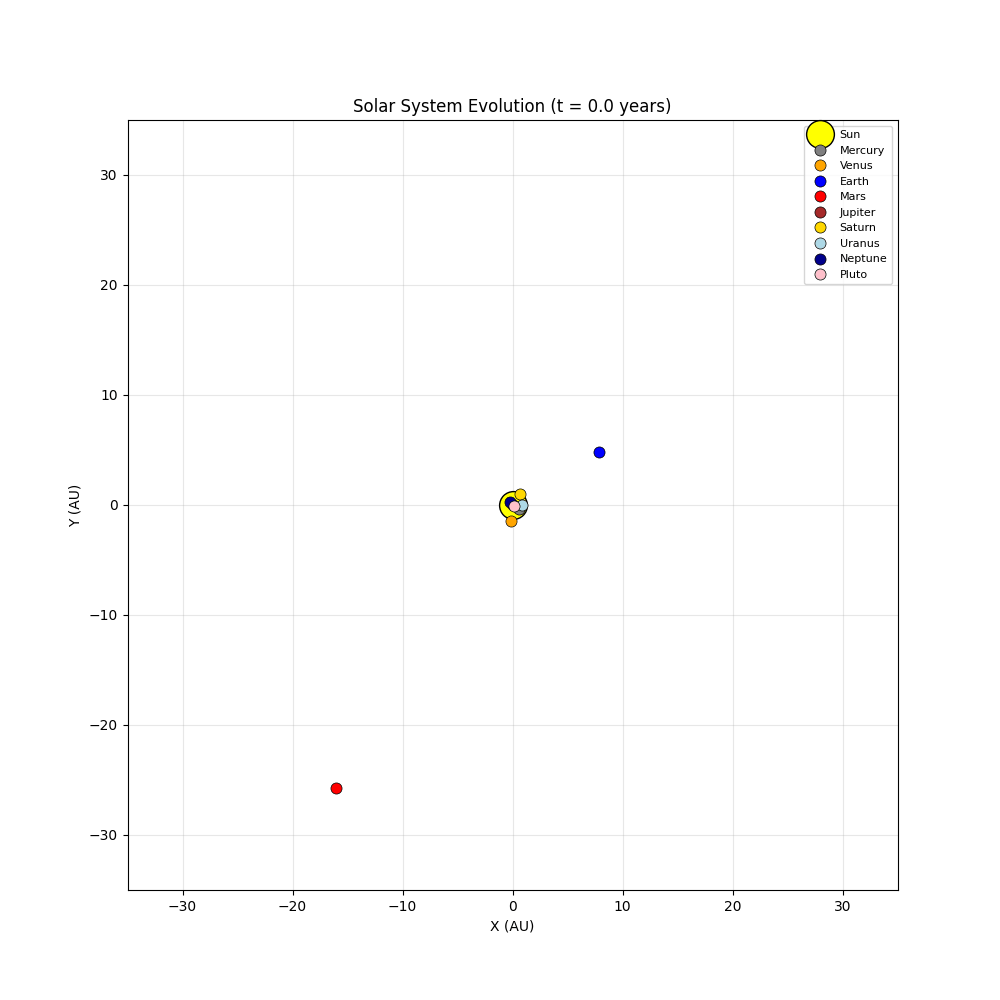 Solar System Evolution (t = 0.0 years)
Sun
Mercury
Venus
Earth
Mars
Jupiter
Saturn
Uranus
Neptune
Pluto
30
20
10
0
−10
−20
−30
Y (AU)
−30 −20 −10 0 10 20 30
X (AU)